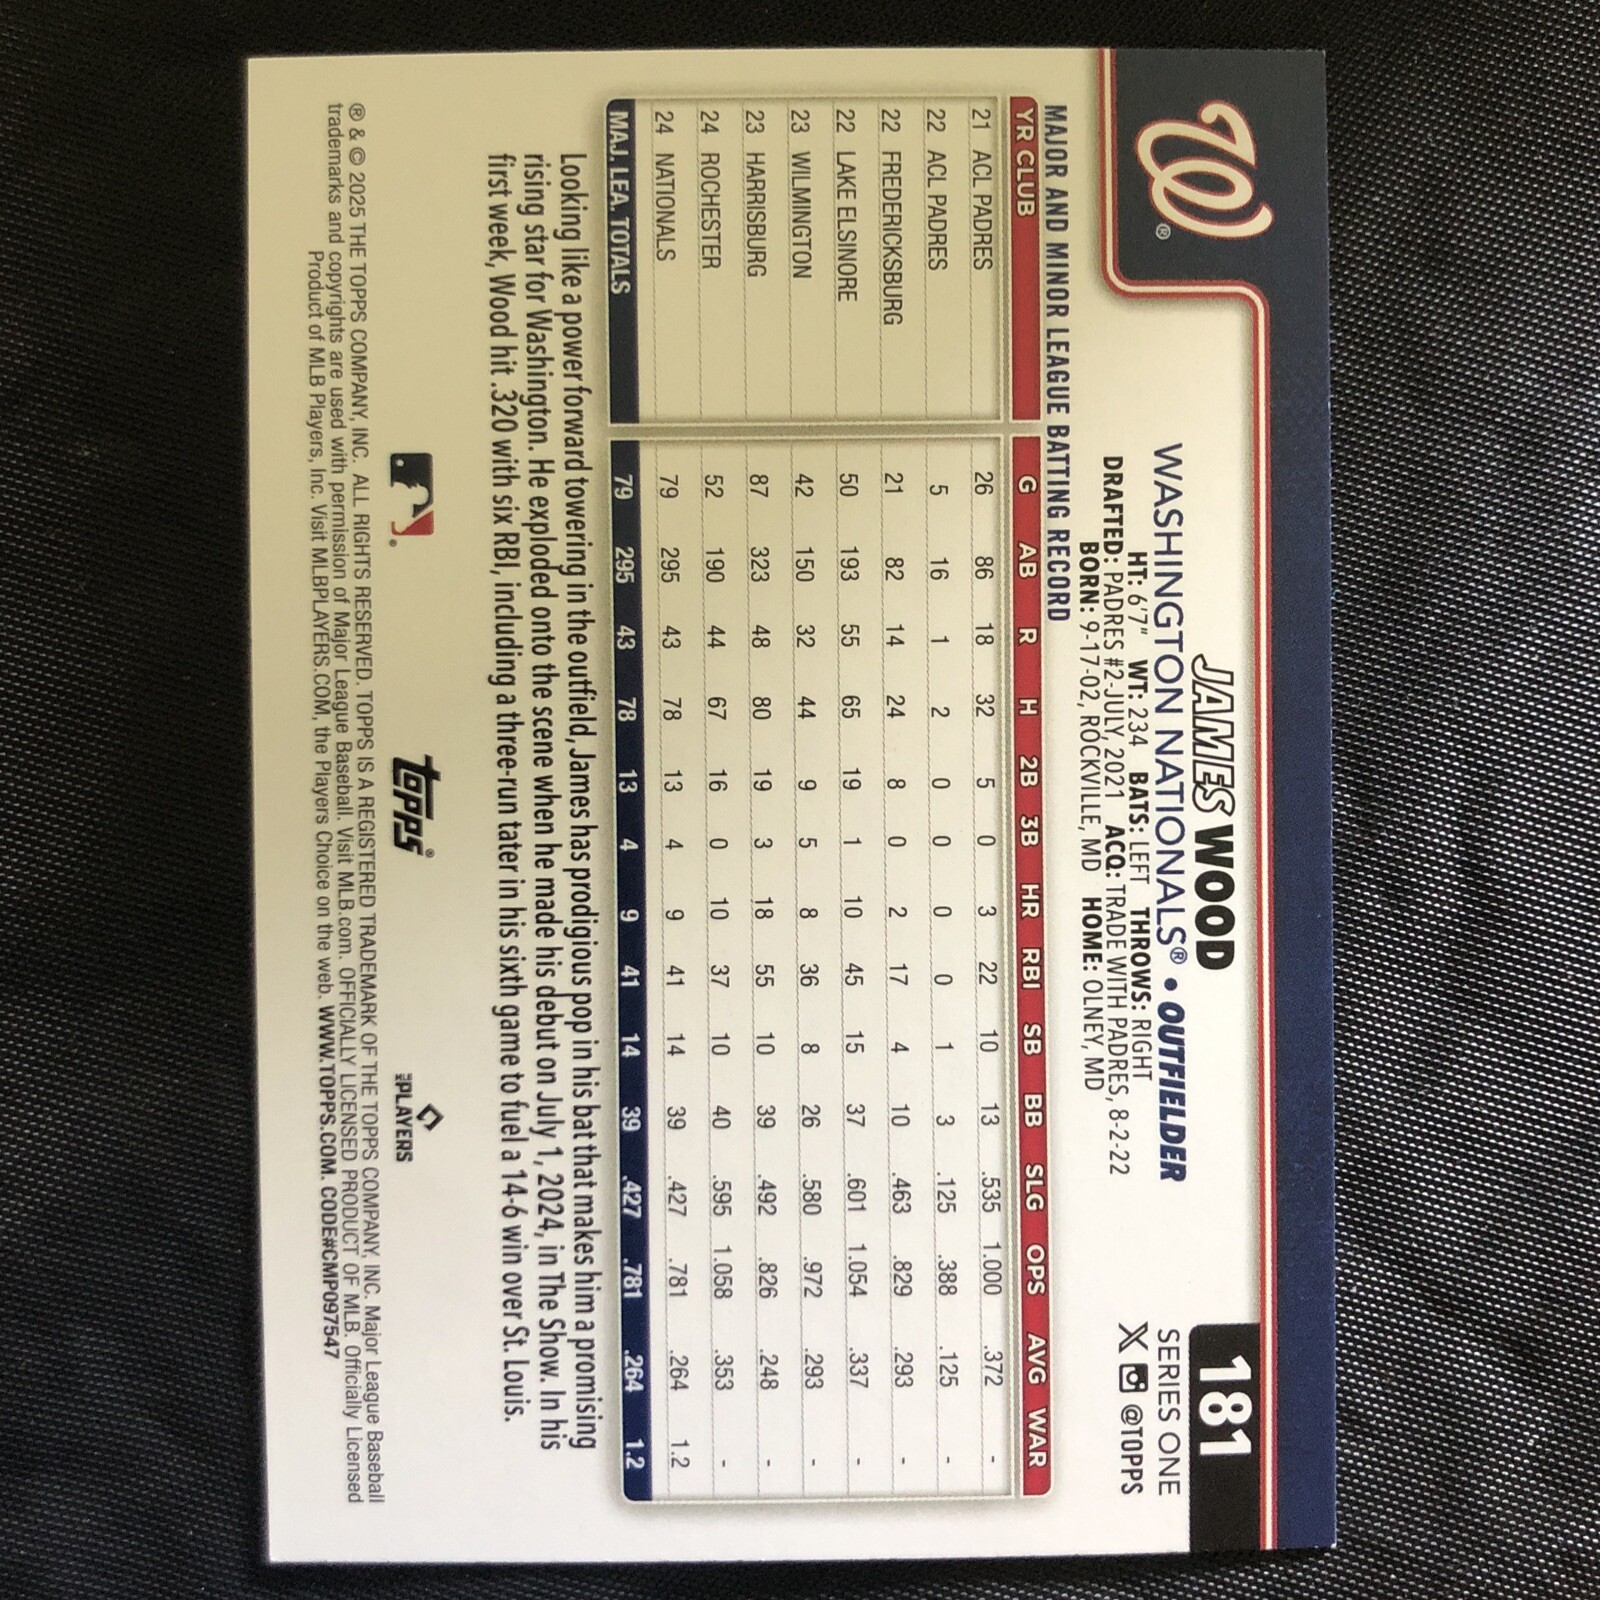 W®
181
JAMES WOOD
SERIES ONE
WASHINGTON NATIONALS® • OUTFIELDER
X @TOPPS
HT: 6'7" WT: 234 BATS: LEFT THROWS: RIGHT
DRAFTED: PADRES #2-JULY, 2021 ACQ: TRADE WITH PADRES, 8-2-22
BORN: 9-17-02, ROCKVILLE, MD HOME: OLNEY, MD
MAJOR AND MINOR LEAGUE BATTING RECORD
YR CLUB G AB R H 2B 3B HR RBI SB BB SLG OPS AVG WAR
21 ACL PADRES 26 86 18 32 5 0 3 22 10 13 .535 1.000 .372 -
22 ACL PADRES 5 16 1 2 0 0 0 0 1 3 .125 .388 .125 -
22 FREDERICKSBURG 21 82 14 24 8 0 2 17 4 10 .463 .829 .293 -
22 LAKE ELSINORE 50 193 55 65 19 1 10 45 15 37 .601 1.054 .337 -
23 WILMINGTON 42 150 32 44 9 5 8 36 8 26 .580 .972 .293 -
23 HARRISBURG 87 323 48 80 19 3 18 55 10 39 .492 .826 .248 -
24 ROCHESTER 52 190 44 67 16 0 10 37 10 40 .595 1.058 .353 -
24 NATIONALS 79 295 43 78 13 4 9 41 14 39 .427 .781 .264 1.2
MAJ. LEA. TOTALS 79 295 43 78 13 4 9 41 14 39 .427 .781 .264 1.2
Looking like a power forward towering in the outfield, James has prodigious pop in his bat that makes him a promising
rising star for Washington. He exploded onto the scene when he made his debut on July 1, 2024, in The Show. In his
first week, Wood hit .320 with six RBI, including a three-run tater in his sixth game to fuel a 14-6 win over St. Louis.
topps®
PLAYERS
® & © 2025 THE TOPPS COMPANY, INC. ALL RIGHTS RESERVED. TOPPS IS A REGISTERED TRADEMARK OF THE TOPPS COMPANY, INC. Major League Baseball
trademarks and copyrights are used with permission of Major League Baseball. Visit MLB.com. OFFICIALLY LICENSED PRODUCT OF MLB. Officially Licensed
Product of MLB Players, Inc. Visit MLBPLAYERS.COM, the Players Choice on the web. WWW.TOPPS.COM. CODE#CMP097547